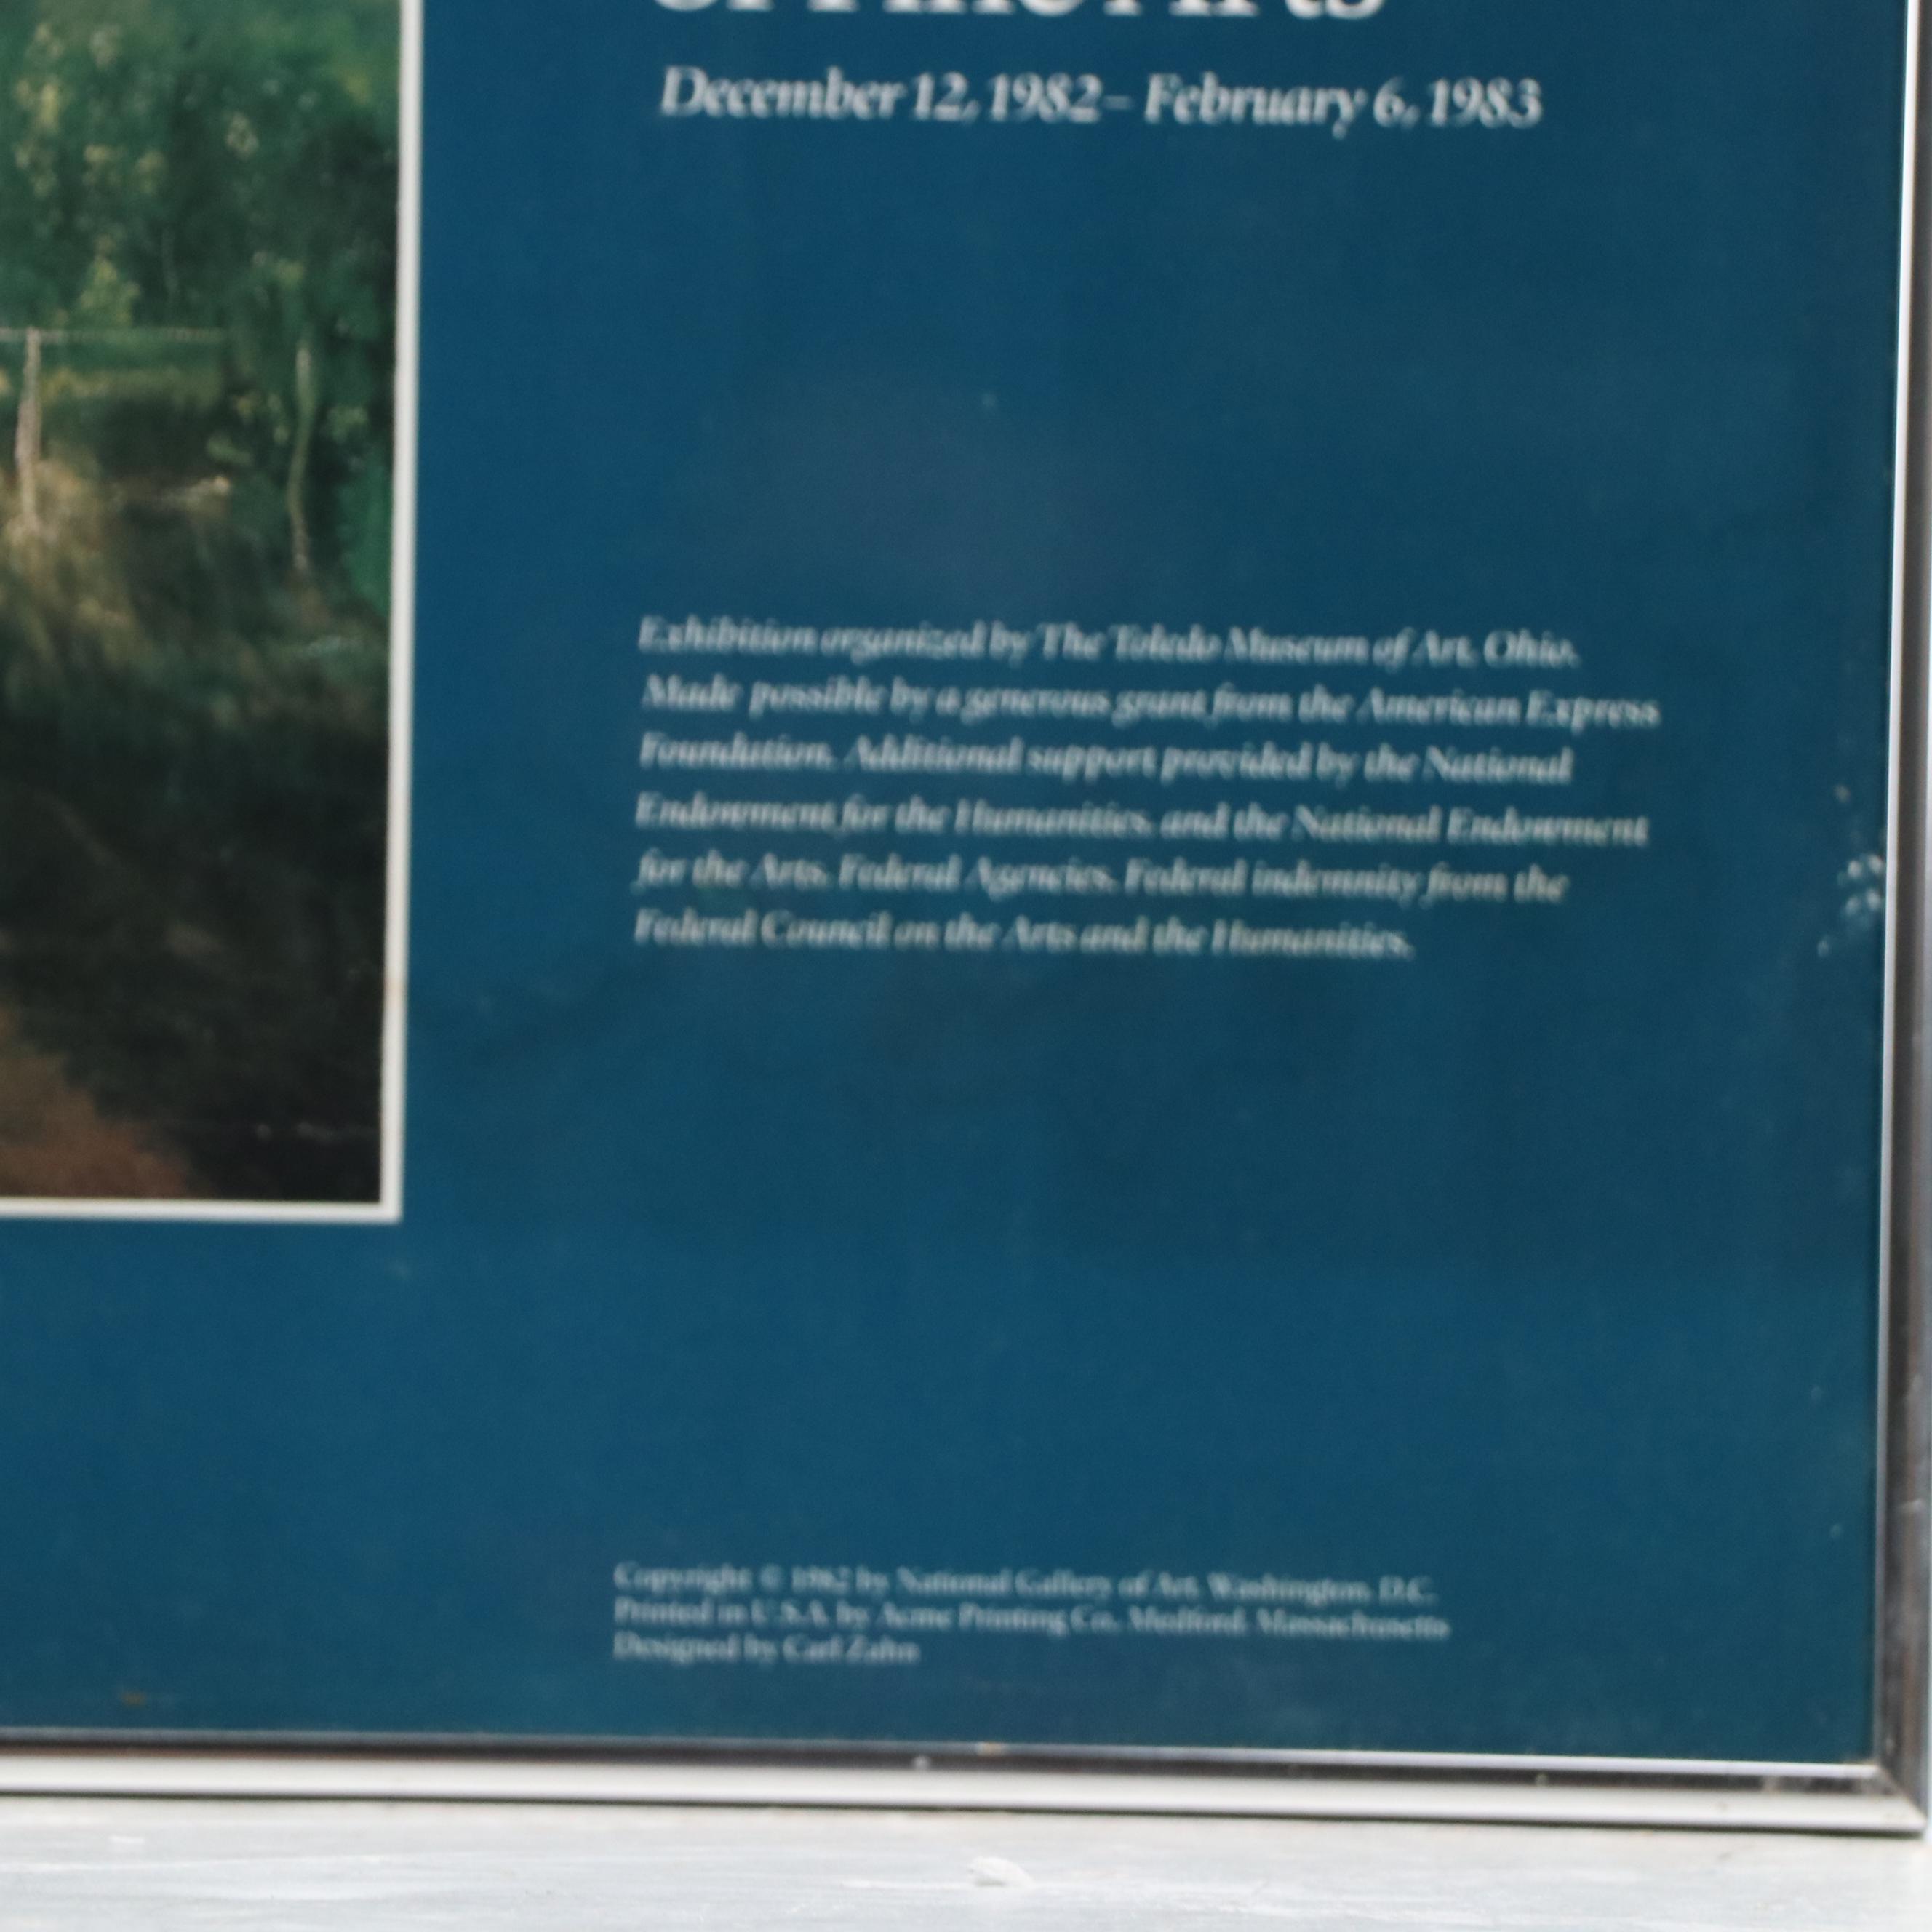 of Fine Arts
December 12, 1982 – February 6, 1983
Exhibition organized by The Toledo Museum of Art, Ohio.
Made possible by a generous grant from the American Express
Foundation. Additional support provided by the National
Endowment for the Humanities, and the National Endowment
for the Arts, Federal Agencies. Federal indemnity from the
Federal Council on the Arts and the Humanities.
Copyright © 1982 by National Gallery of Art, Washington, D.C.
Printed in U.S.A. by Acme Printing Co., Medford, Massachusetts
Designed by Carl Zahn